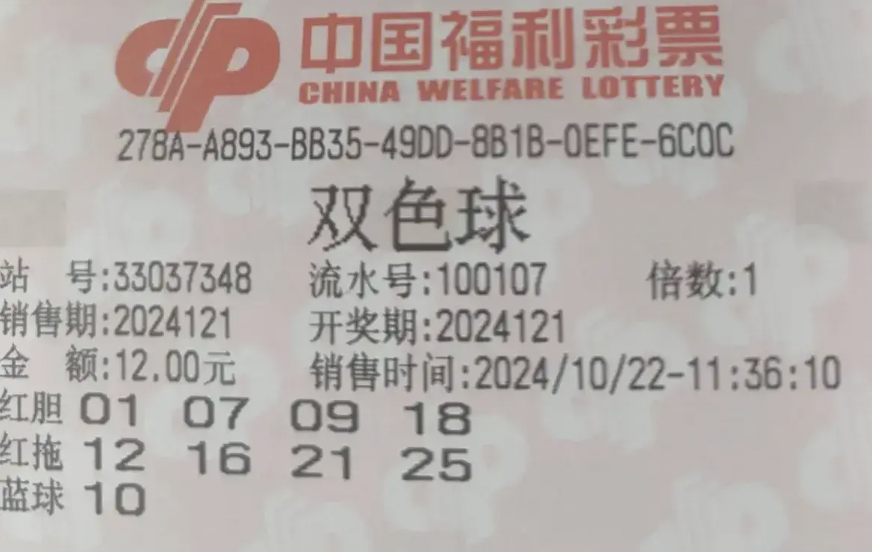 中国福利彩票
CHINA WELFARE LOTTERY
278A-A893-BB35-49DD-8B1B-0EFE-6C0C
双色球
站 号:33037348 流水号:100107 倍数:1
销售期:2024121 开奖期:2024121
金 额:12.00元 销售时间:2024/10/22-11:36:10
红胆 01 07 09 18
红拖 12 16 21 25
蓝球 10